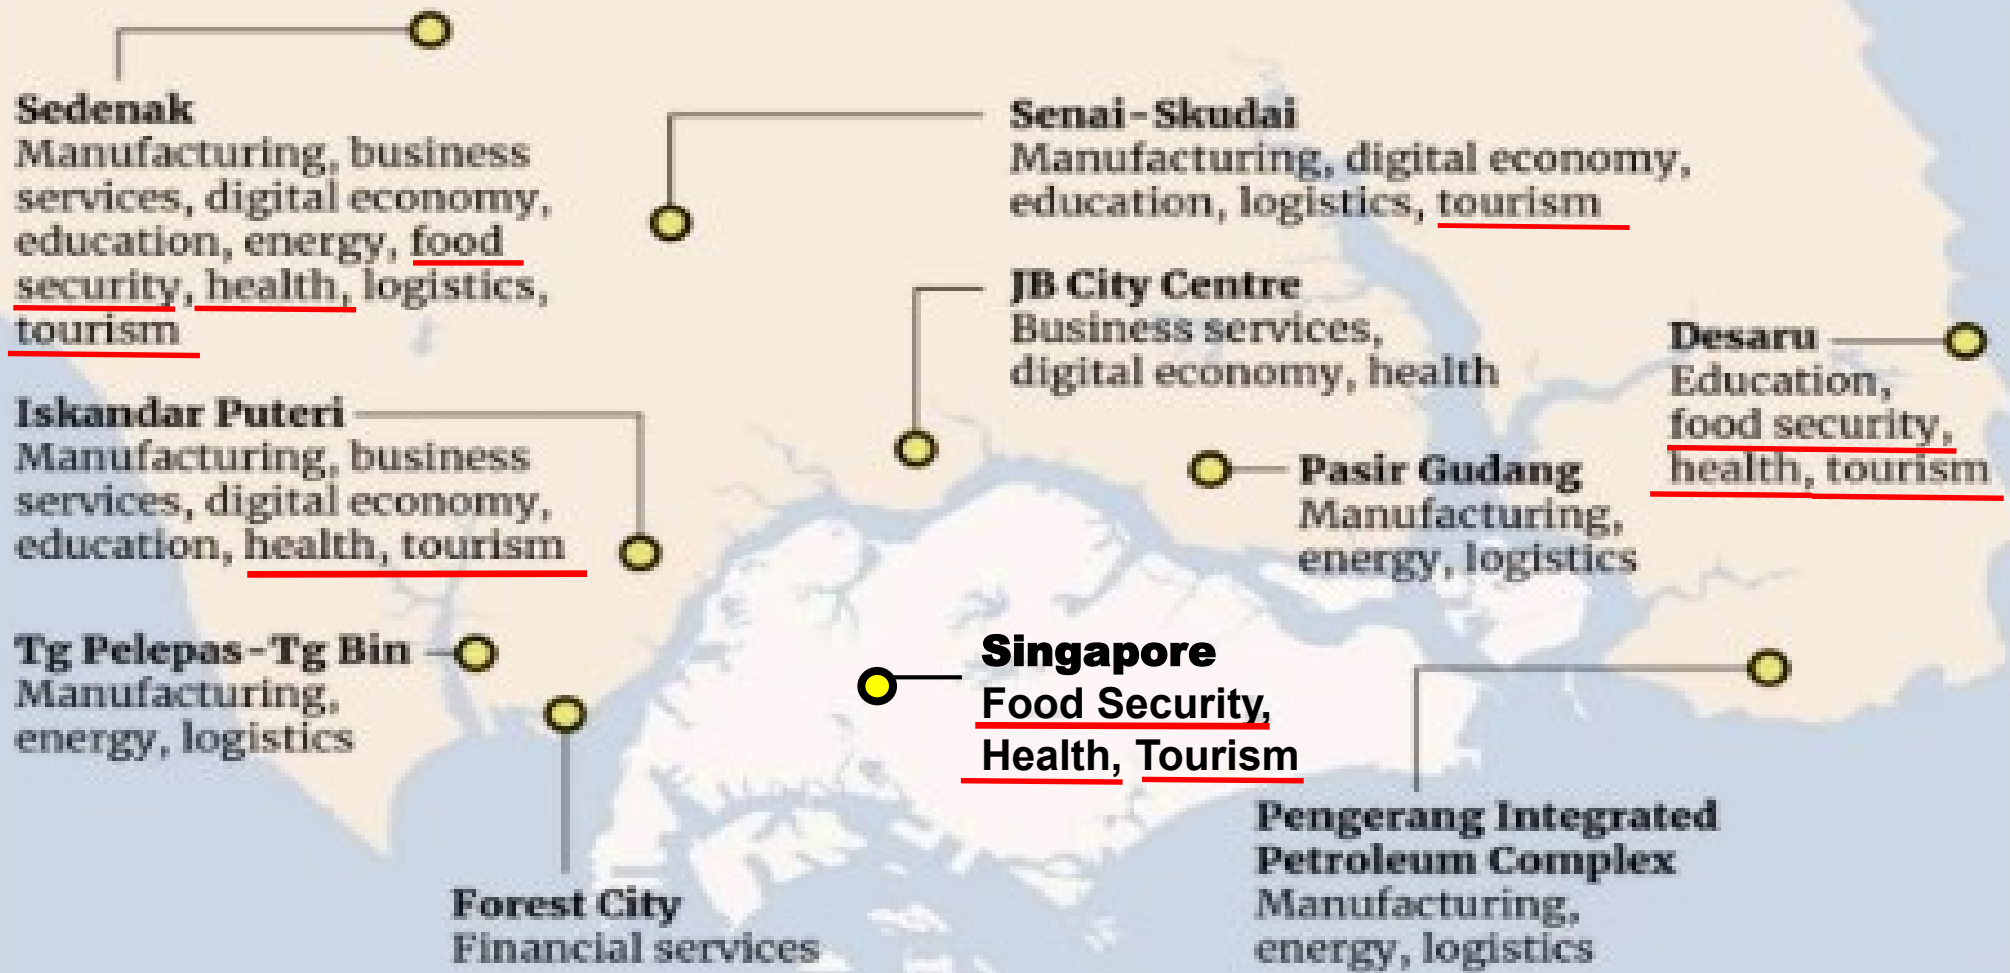 Sedenak
Manufacturing, business
services, digital economy,
education, energy, food
security, health, logistics,
tourism
Senai-Skudai
Manufacturing, digital economy,
education, logistics, tourism
JB City Centre
Business services,
digital economy, health
Desaru
Education,
food security,
health, tourism
Iskandar Puteri
Manufacturing, business
services, digital economy,
education, health, tourism
Pasir Gudang
Manufacturing,
energy, logistics
Tg Pelepas-Tg Bin
Manufacturing,
energy, logistics
Singapore
Food Security,
Health, Tourism
Forest City
Financial services
Pengerang Integrated
Petroleum Complex
Manufacturing,
energy, logistics